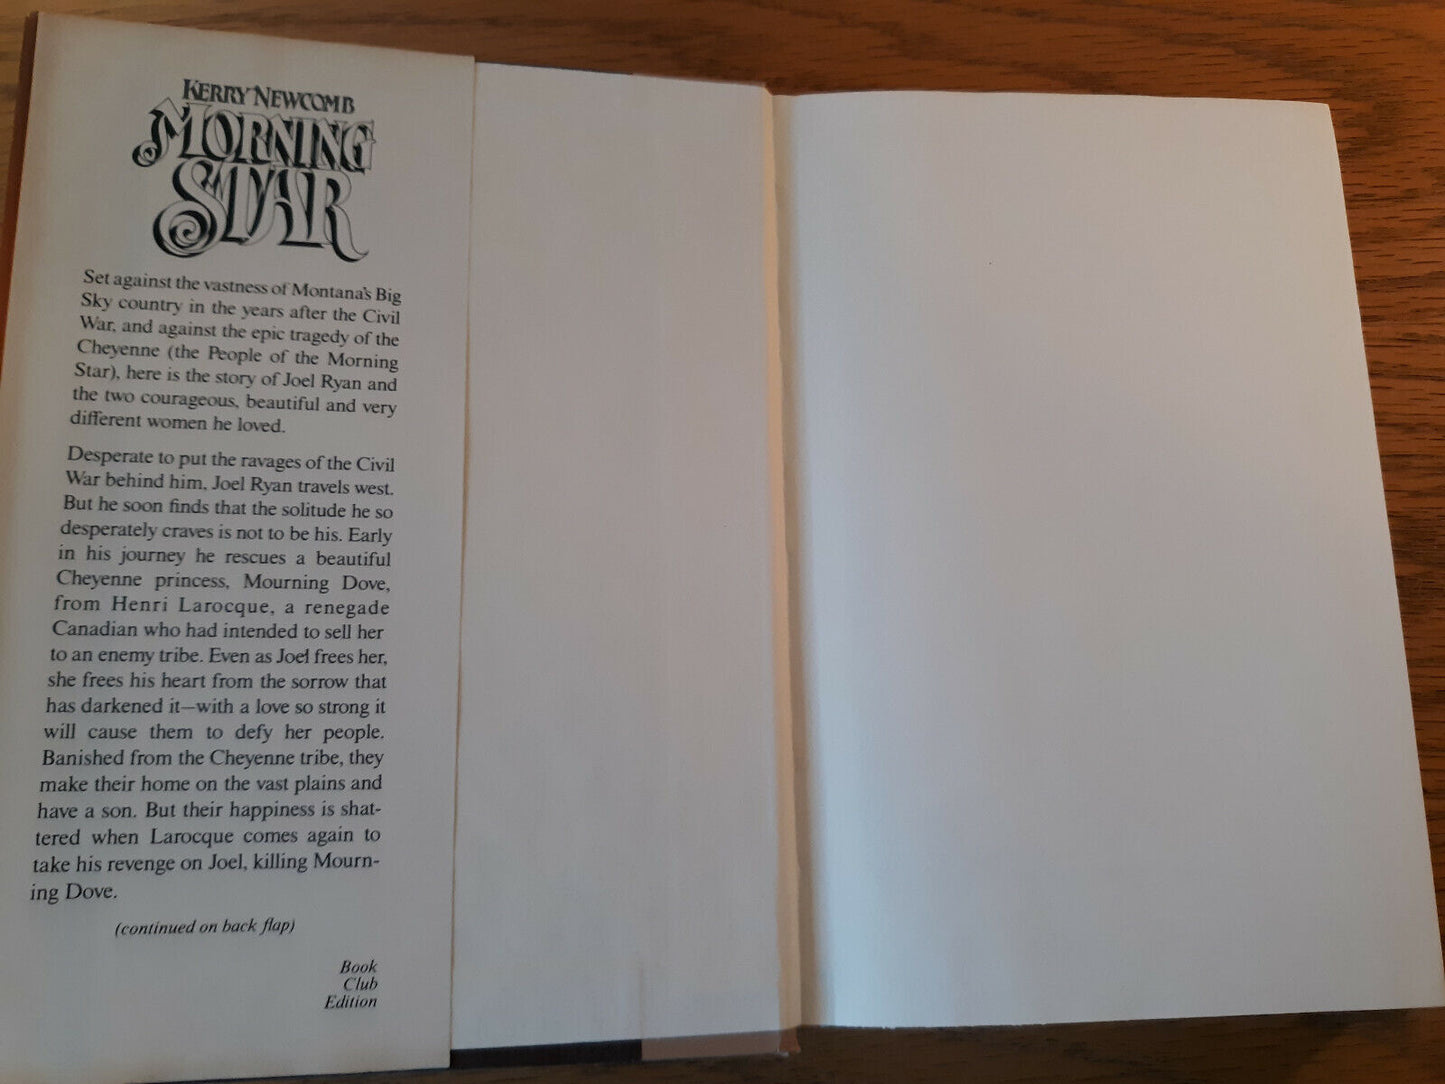 KERRY NEWCOMB
MORNING
STAR
Set against the vastness of Montana's Big
Sky country in the years after the Civil
War, and against the epic tragedy of the
Cheyenne (the People of the Morning
Star), here is the story of Joel Ryan and
the two courageous, beautiful and very
different women he loved.
Desperate to put the ravages of the Civil
War behind him, Joel Ryan travels west.
But he soon finds that the solitude he so
desperately craves is not to be his. Early
in his journey he rescues a beautiful
Cheyenne princess, Mourning Dove,
from Henri Larocque, a renegade
Canadian who had intended to sell her
to an enemy tribe. Even as Joel frees her,
she frees his heart from the sorrow that
has darkened it—with a love so strong it
will cause them to defy her people.
Banished from the Cheyenne tribe, they
make their home on the vast plains and
have a son. But their happiness is shat-
tered when Larocque comes again to
take his revenge on Joel, killing Mourn-
ing Dove.
(continued on back flap)
Book
Club
Edition